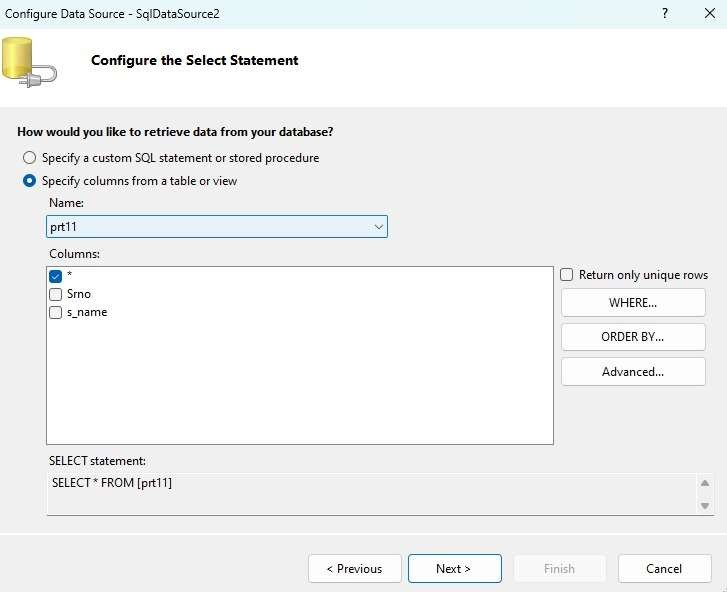 Configure Data Source - SqlDataSource2
?
Configure the Select Statement
How would you like to retrieve data from your database?
Specify a custom SQL statement or stored procedure
Specify columns from a table or view
Name:
prt11
Columns:
*
Srno
s_name
Return only unique rows
WHERE...
ORDER BY...
Advanced...
SELECT statement:
SELECT * FROM [prt11]
< Previous
Next >
Finish
Cancel